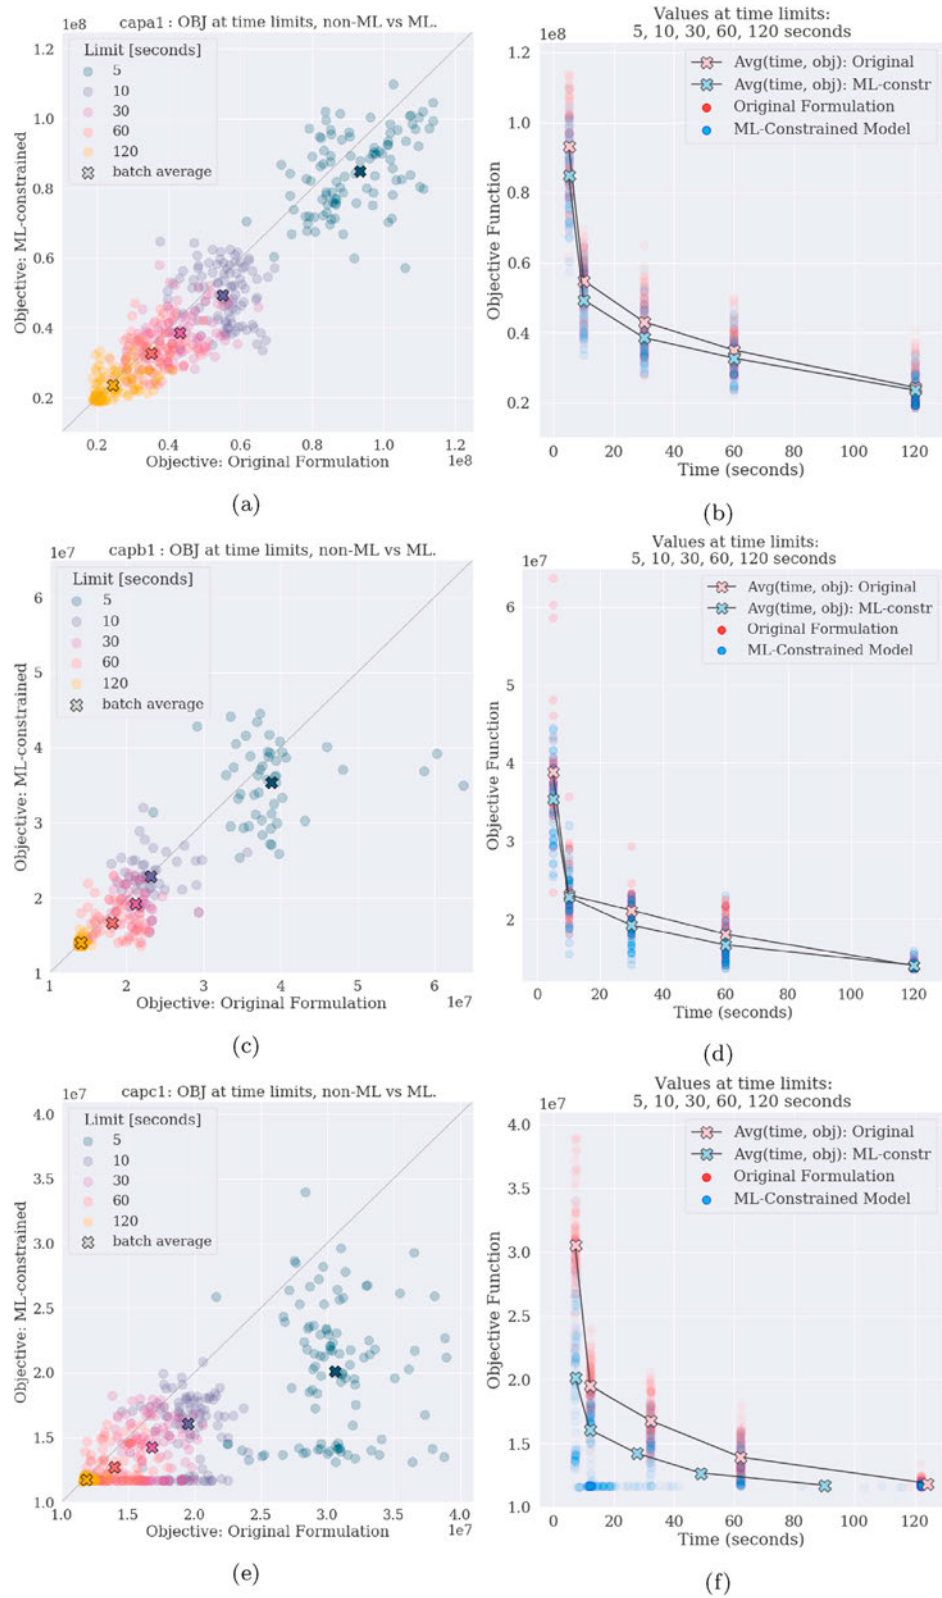 capa1 : OBJ at time limits, non-ML vs ML.
1e8
Limit [seconds]
5
10
30
60
120
batch average
Objective: ML-constrained
1.2
1.0
0.8
0.6
0.4
0.2
0.2 0.4 0.6 0.8 1.0 1.2
Objective: Original Formulation 1e8
(a)
Values at time limits:
5, 10, 30, 60, 120 seconds
1e8
Avg(time, obj): Original
Avg(time, obj): ML-constr
Original Formulation
ML-Constrained Model
Objective Function
1.2
1.0
0.8
0.6
0.4
0.2
0 20 40 60 80 100 120
Time (seconds)
(b)
capb1 : OBJ at time limits, non-ML vs ML.
1e7
Limit [seconds]
5
10
30
60
120
batch average
Objective: ML-constrained
6
5
4
3
2
1
1 2 3 4 5 6
Objective: Original Formulation 1e7
(c)
Values at time limits:
5, 10, 30, 60, 120 seconds
1e7
Avg(time, obj): Original
Avg(time, obj): ML-constr
Original Formulation
ML-Constrained Model
Objective Function
6
5
4
3
2
0 20 40 60 80 100 120
Time (seconds)
(d)
capc1: OBJ at time limits, non-ML vs ML.
1e7
Limit [seconds]
5
10
30
60
120
batch average
Objective: ML-constrained
4.0
3.5
3.0
2.5
2.0
1.5
1.0
1.0 1.5 2.0 2.5 3.0 3.5 4.0
Objective: Original Formulation 1e7
(e)
Values at time limits:
5, 10, 30, 60, 120 seconds
1e7
Avg(time, obj): Original
Avg(time, obj): ML-constr
Original Formulation
ML-Constrained Model
Objective Function
4.0
3.5
3.0
2.5
2.0
1.5
1.0
0 20 40 60 80 100 120
Time (seconds)
(f)